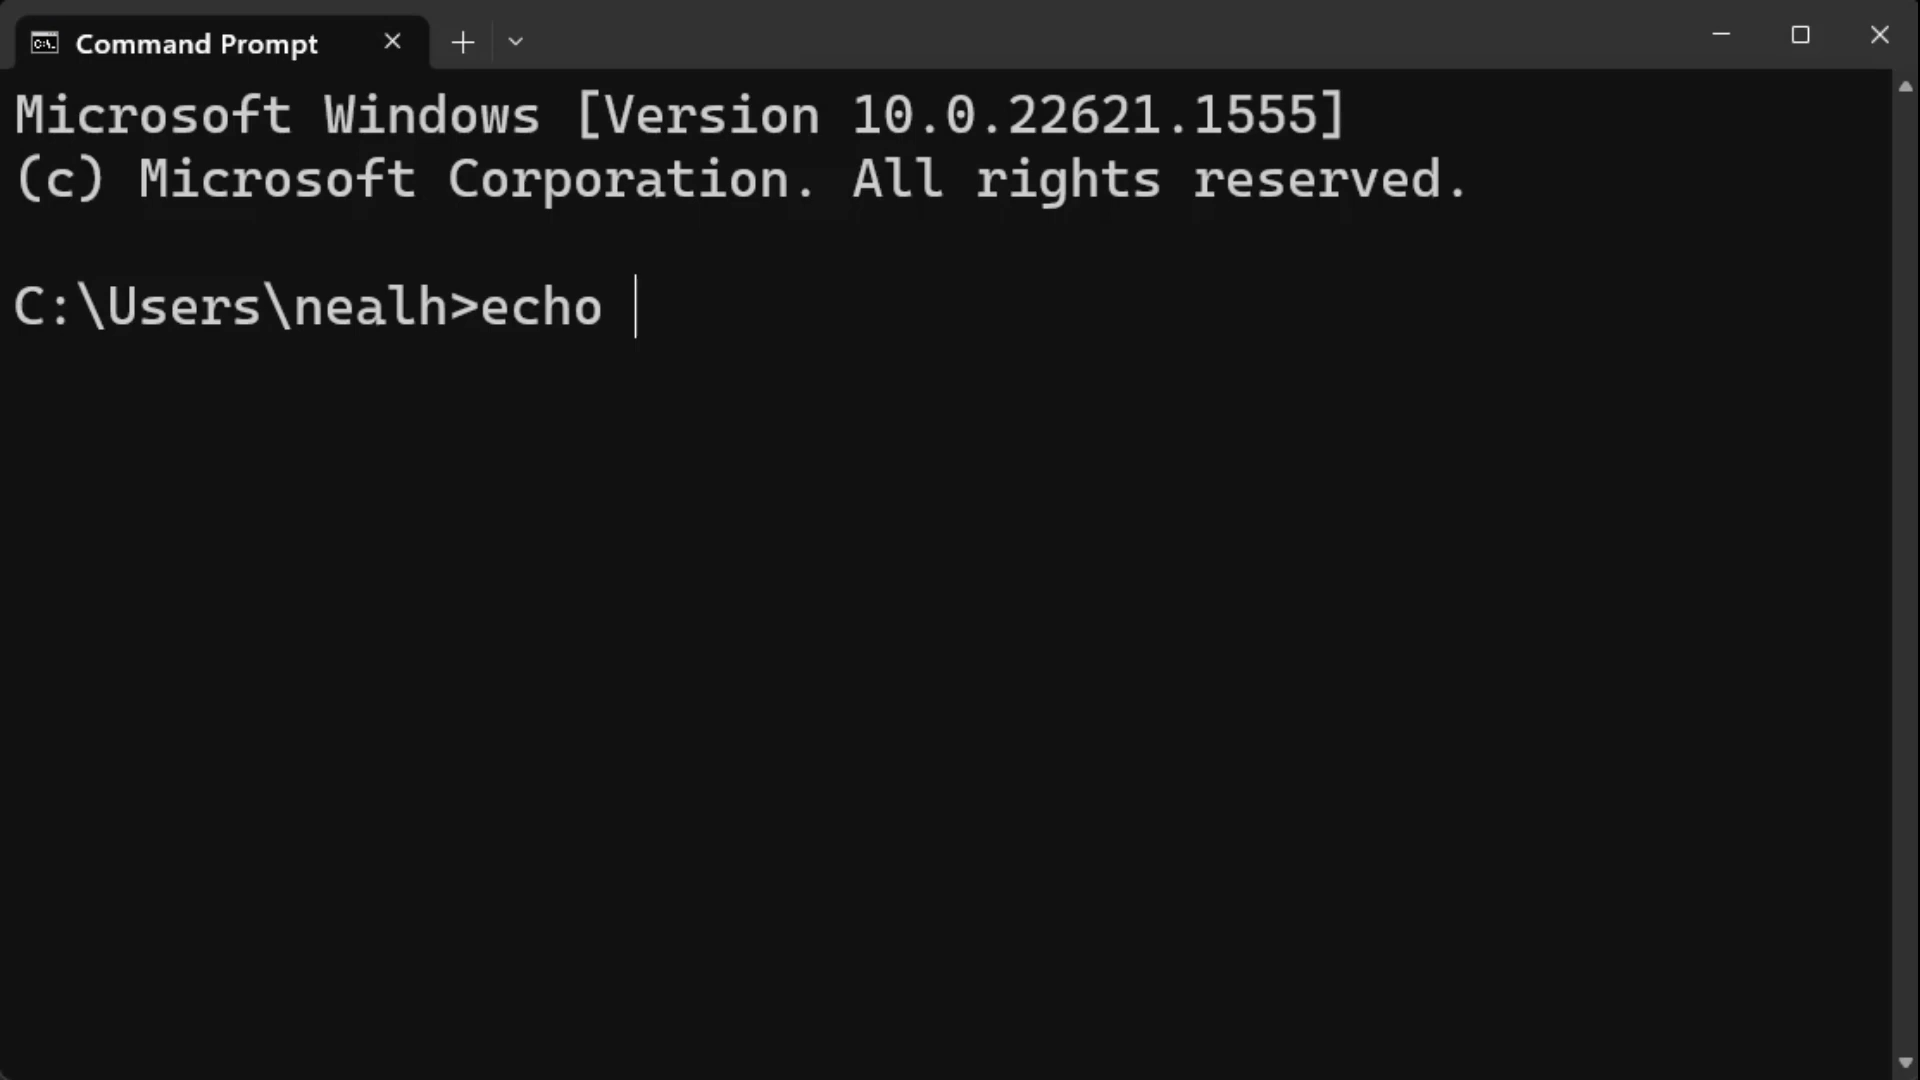 Command Prompt
Microsoft Windows [Version 10.0.22621.1555]
(c) Microsoft Corporation. All rights reserved.
C:\Users\nealh>echo